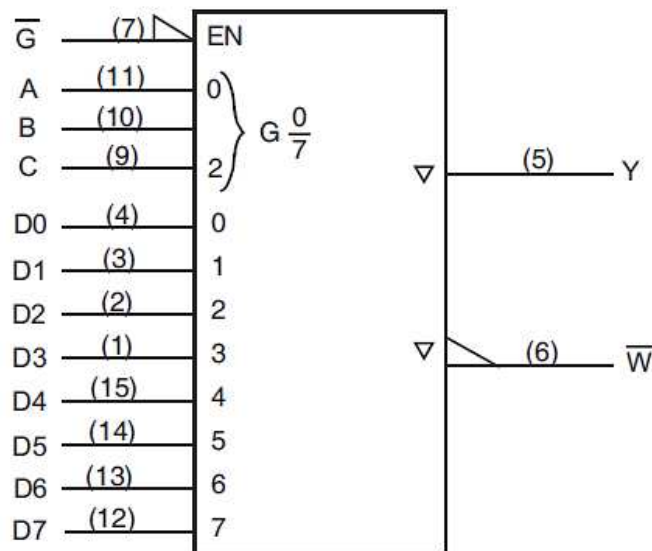 G̅ (7) EN
A (11) 0
B (10) G 0/7
C (9) 2
(5) Y
D0 (4) 0
D1 (3) 1
D2 (2) 2
D3 (1) 3
(6) W̅
D4 (15) 4
D5 (14) 5
D6 (13) 6
D7 (12) 7